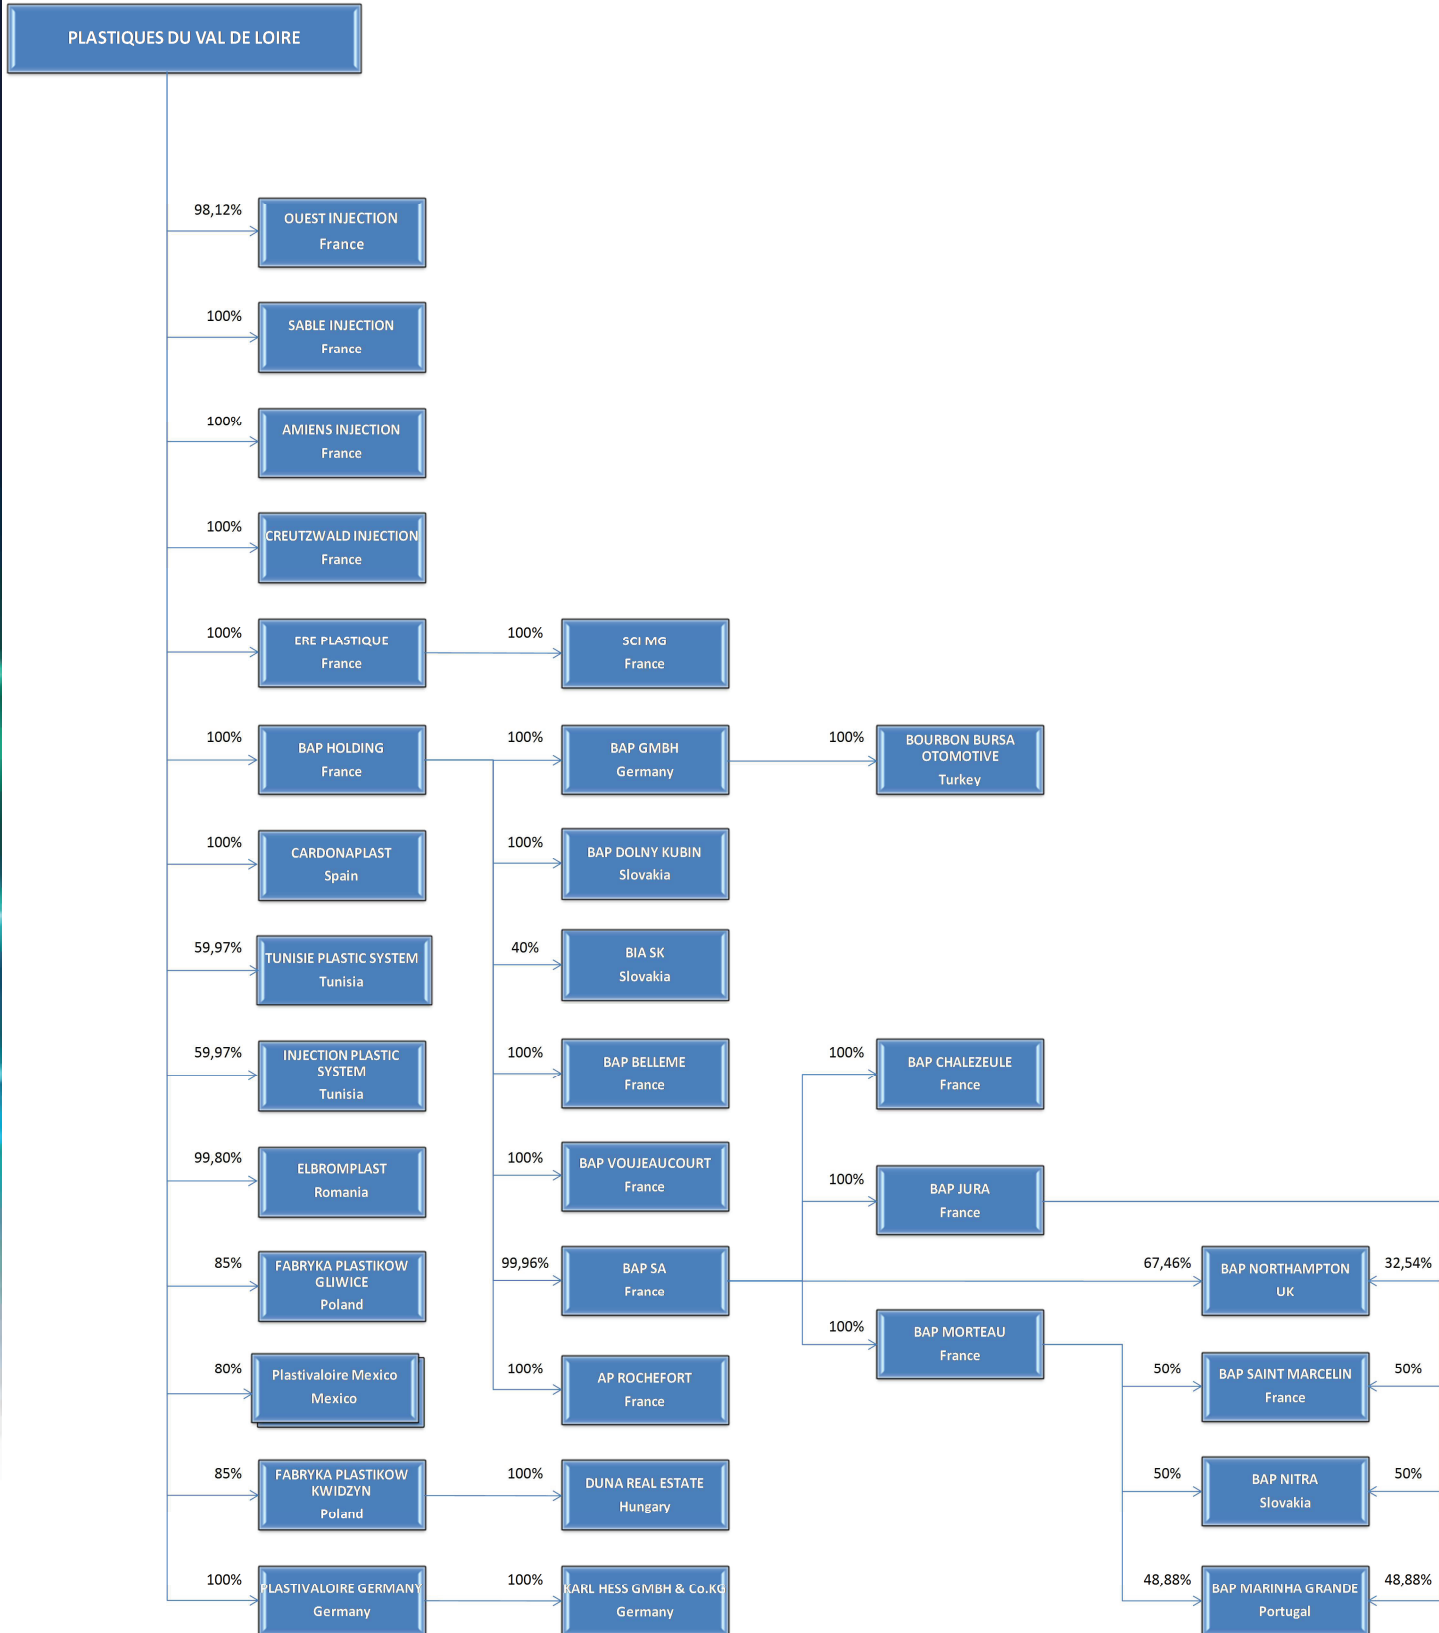 PLASTIQUES DU VAL DE LOIRE
98,12%
OUEST INJECTION
France
100%
SABLE INJECTION
France
100%
AMIENS INJECTION
France
100%
CREUTZWALD INJECTION
France
100%
ERE PLASTIQUE
France
100%
SCI MG
France
100%
BAP HOLDING
France
100%
BAP GMBH
Germany
100%
BOURBON BURSA
OTOMOTIVE
Turkey
100%
CARDONAPLAST
Spain
100%
BAP DOLNY KUBIN
Slovakia
59,97%
TUNISIE PLASTIC SYSTEM
Tunisia
40%
BIA SK
Slovakia
59,97%
INJECTION PLASTIC
SYSTEM
Tunisia
100%
BAP BELLEME
France
100%
BAP CHALEZEULE
France
99,80%
ELBROMPLAST
Romania
100%
BAP VOUJEAUCOURT
France
100%
BAP JURA
France
85%
FABRYKA PLASTIKOW
GLIWICE
Poland
99,96%
BAP SA
France
67,46%
BAP NORTHAMPTON
UK
32,54%
100%
BAP MORTEAU
France
80%
Plastivaloire Mexico
Mexico
100%
AP ROCHEFORT
France
50%
BAP SAINT MARCELIN
France
50%
85%
FABRYKA PLASTIKOW
KWIDZYN
Poland
100%
DUNA REAL ESTATE
Hungary
50%
BAP NITRA
Slovakia
50%
100%
PLASTIVALOIRE GERMANY
Germany
100%
KARL HESS GMBH & Co.KG
Germany
48,88%
BAP MARINHA GRANDE
Portugal
48,88%